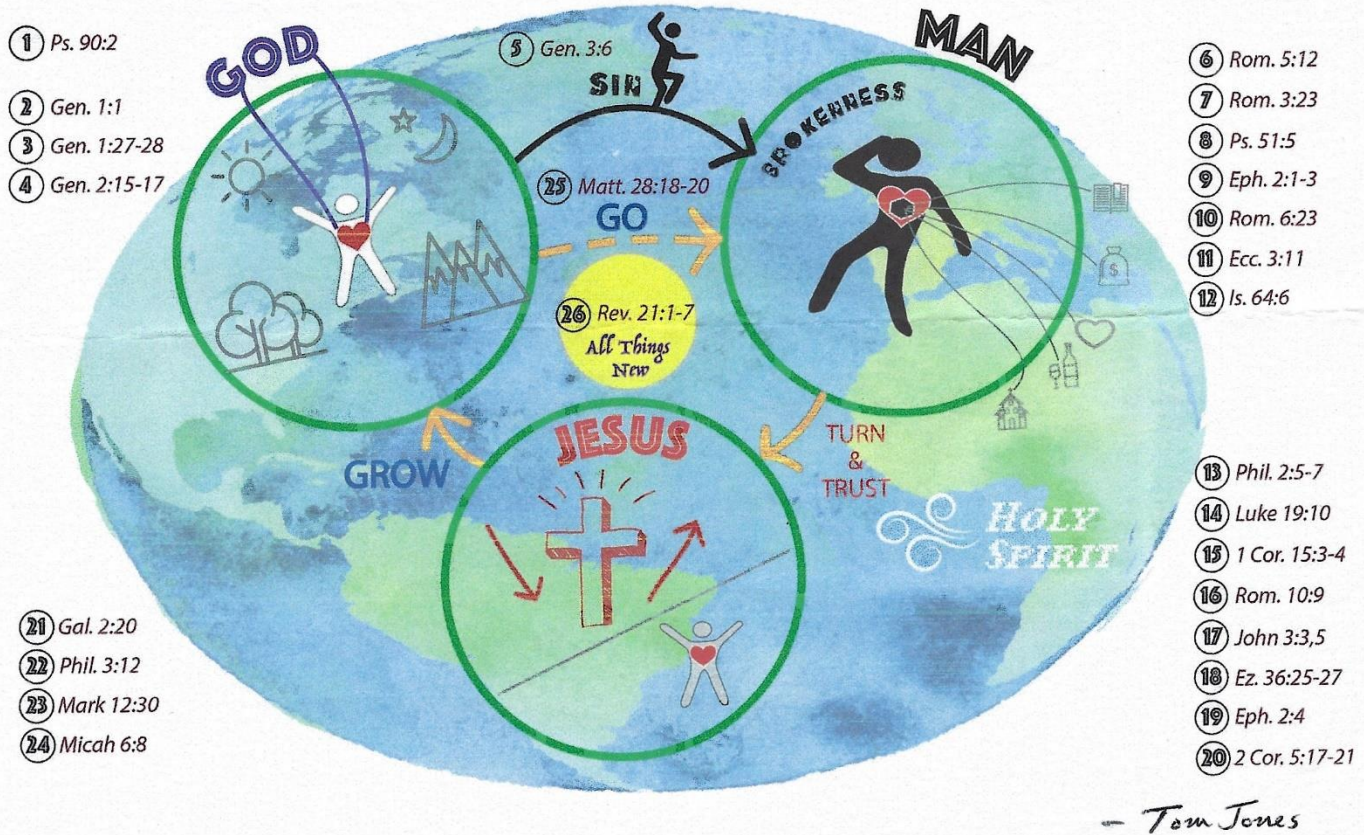 1 Ps. 90:2
2 Gen. 1:1
3 Gen. 1:27-28
4 Gen. 2:15-17
GOD
5 Gen. 3:6
SIN
MAN
BROKENNESS
6 Rom. 5:12
7 Rom. 3:23
8 Ps. 51:5
9 Eph. 2:1-3
10 Rom. 6:23
11 Ecc. 3:11
12 Is. 64:6
$
25 Matt. 28:18-20
GO
26 Rev. 21:1-7
All Things
New
JESUS
TURN
&
TRUST
GROW
HOLY
SPIRIT
13 Phil. 2:5-7
14 Luke 19:10
15 1 Cor. 15:3-4
16 Rom. 10:9
17 John 3:3,5
18 Ez. 36:25-27
19 Eph. 2:4
20 2 Cor. 5:17-21
21 Gal. 2:20
22 Phil. 3:12
23 Mark 12:30
24 Micah 6:8
- Tom Jones